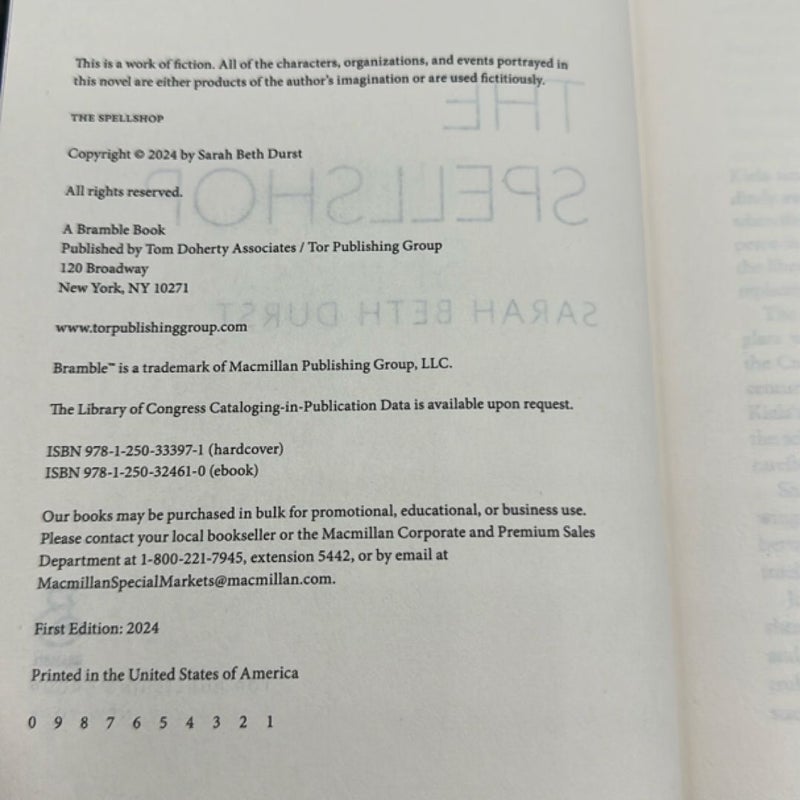 This is a work of fiction. All of the characters, organizations, and events portrayed in
this novel are either products of the author's imagination or are used fictitiously.
THE SPELLSHOP
Copyright © 2024 by Sarah Beth Durst
All rights reserved.
A Bramble Book
Published by Tom Doherty Associates / Tor Publishing Group
120 Broadway
New York, NY 10271
www.torpublishinggroup.com
Bramble™ is a trademark of Macmillan Publishing Group, LLC.
The Library of Congress Cataloging-in-Publication Data is available upon request.
ISBN 978-1-250-33397-1 (hardcover)
ISBN 978-1-250-32461-0 (ebook)
Our books may be purchased in bulk for promotional, educational, or business use.
Please contact your local bookseller or the Macmillan Corporate and Premium Sales
Department at 1-800-221-7945, extension 5442, or by email at
MacmillanSpecialMarkets@macmillan.com.
First Edition: 2024
Printed in the United States of America
0 9 8 7 6 5 4 3 2 1
THE
SPELLSHOP
SARAH BETH DURST